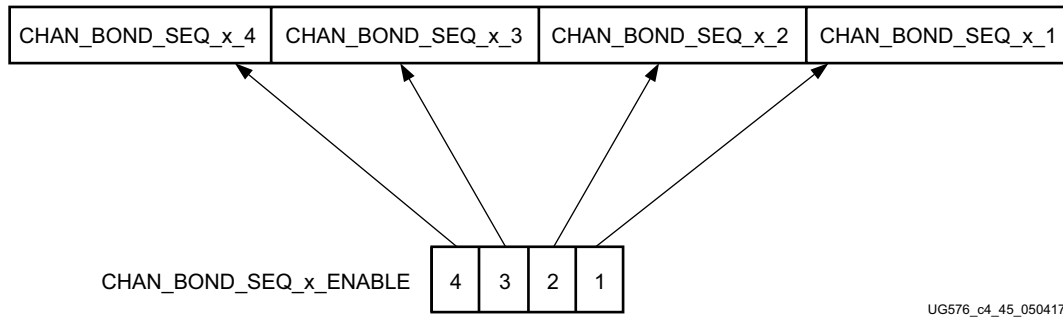 CHAN_BOND_SEQ_x_4 CHAN_BOND_SEQ_x_3 CHAN_BOND_SEQ_x_2 CHAN_BOND_SEQ_x_1
CHAN_BOND_SEQ_x_ENABLE 4 3 2 1
UG576_c4_45_050417